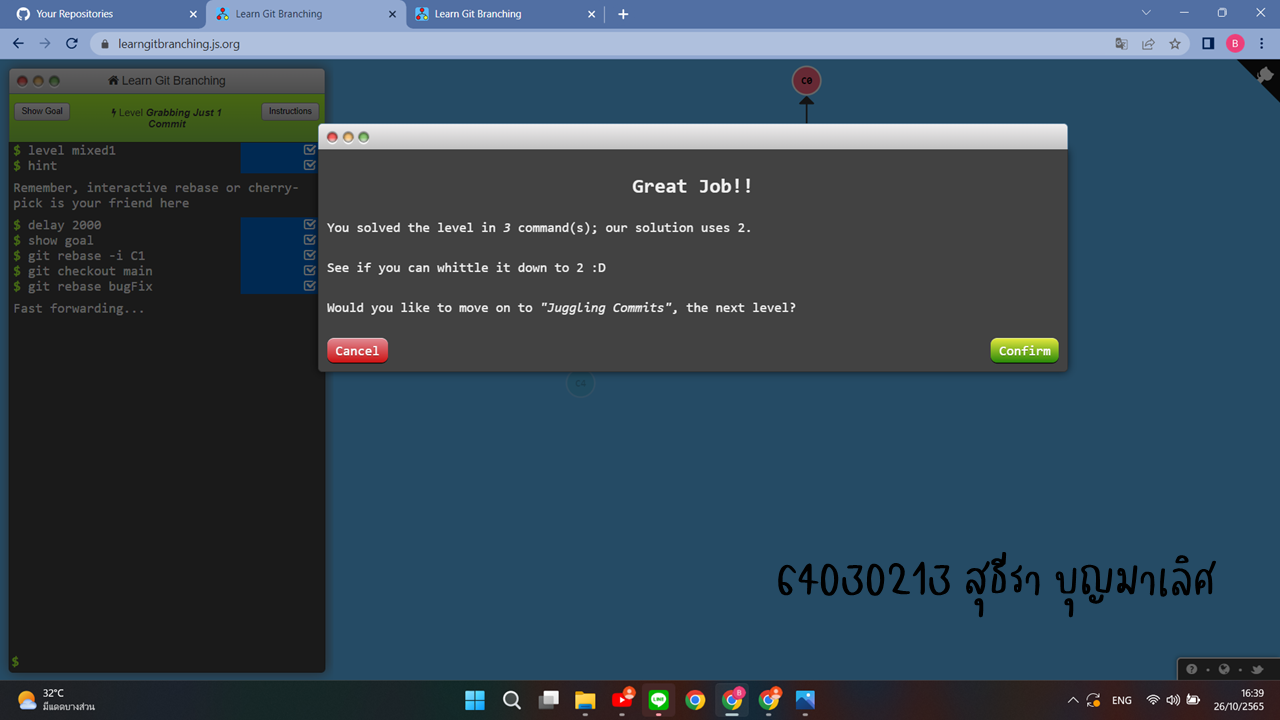 Your Repositories
Learn Git Branching
Learn Git Branching
learngitbranching.js.org
B
Learn Git Branching
Show Goal
Level Grabbing Just 1
Commit
Instructions
$ level mixed1
$ hint
Remember, interactive rebase or cherry-
pick is your friend here
$ delay 2000
$ show goal
$ git rebase -i C1
$ git checkout main
$ git rebase bugFix
Fast forwarding...
$
C0
Great Job!!
You solved the level in 3 command(s); our solution uses 2.
See if you can whittle it down to 2 :D
Would you like to move on to "Juggling Commits", the next level?
Cancel
Confirm
C4
64030213 สุธีรา บุญมาเลิศ
32°C
มีแดดบางส่วน
LINE
B
ENG
16:39
26/10/2565